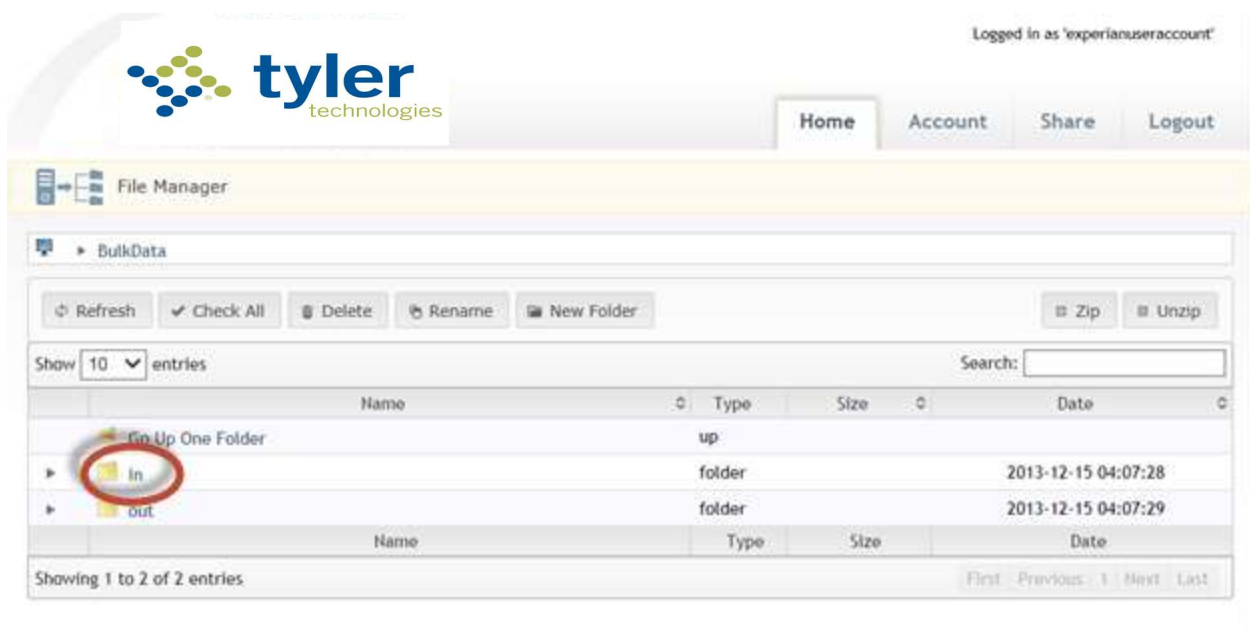 Logged in as 'experianuseraccount'
tyler
technologies
Home Account Share Logout
File Manager
BulkData
Refresh Check All Delete Rename New Folder Zip Unzip
Show 10 entries Search:
Name Type Size Date
Go Up One Folder up
In folder 2013-12-15 04:07:28
out folder 2013-12-15 04:07:29
Name Type Size Date
Showing 1 to 2 of 2 entries First Previous 1 Next Last